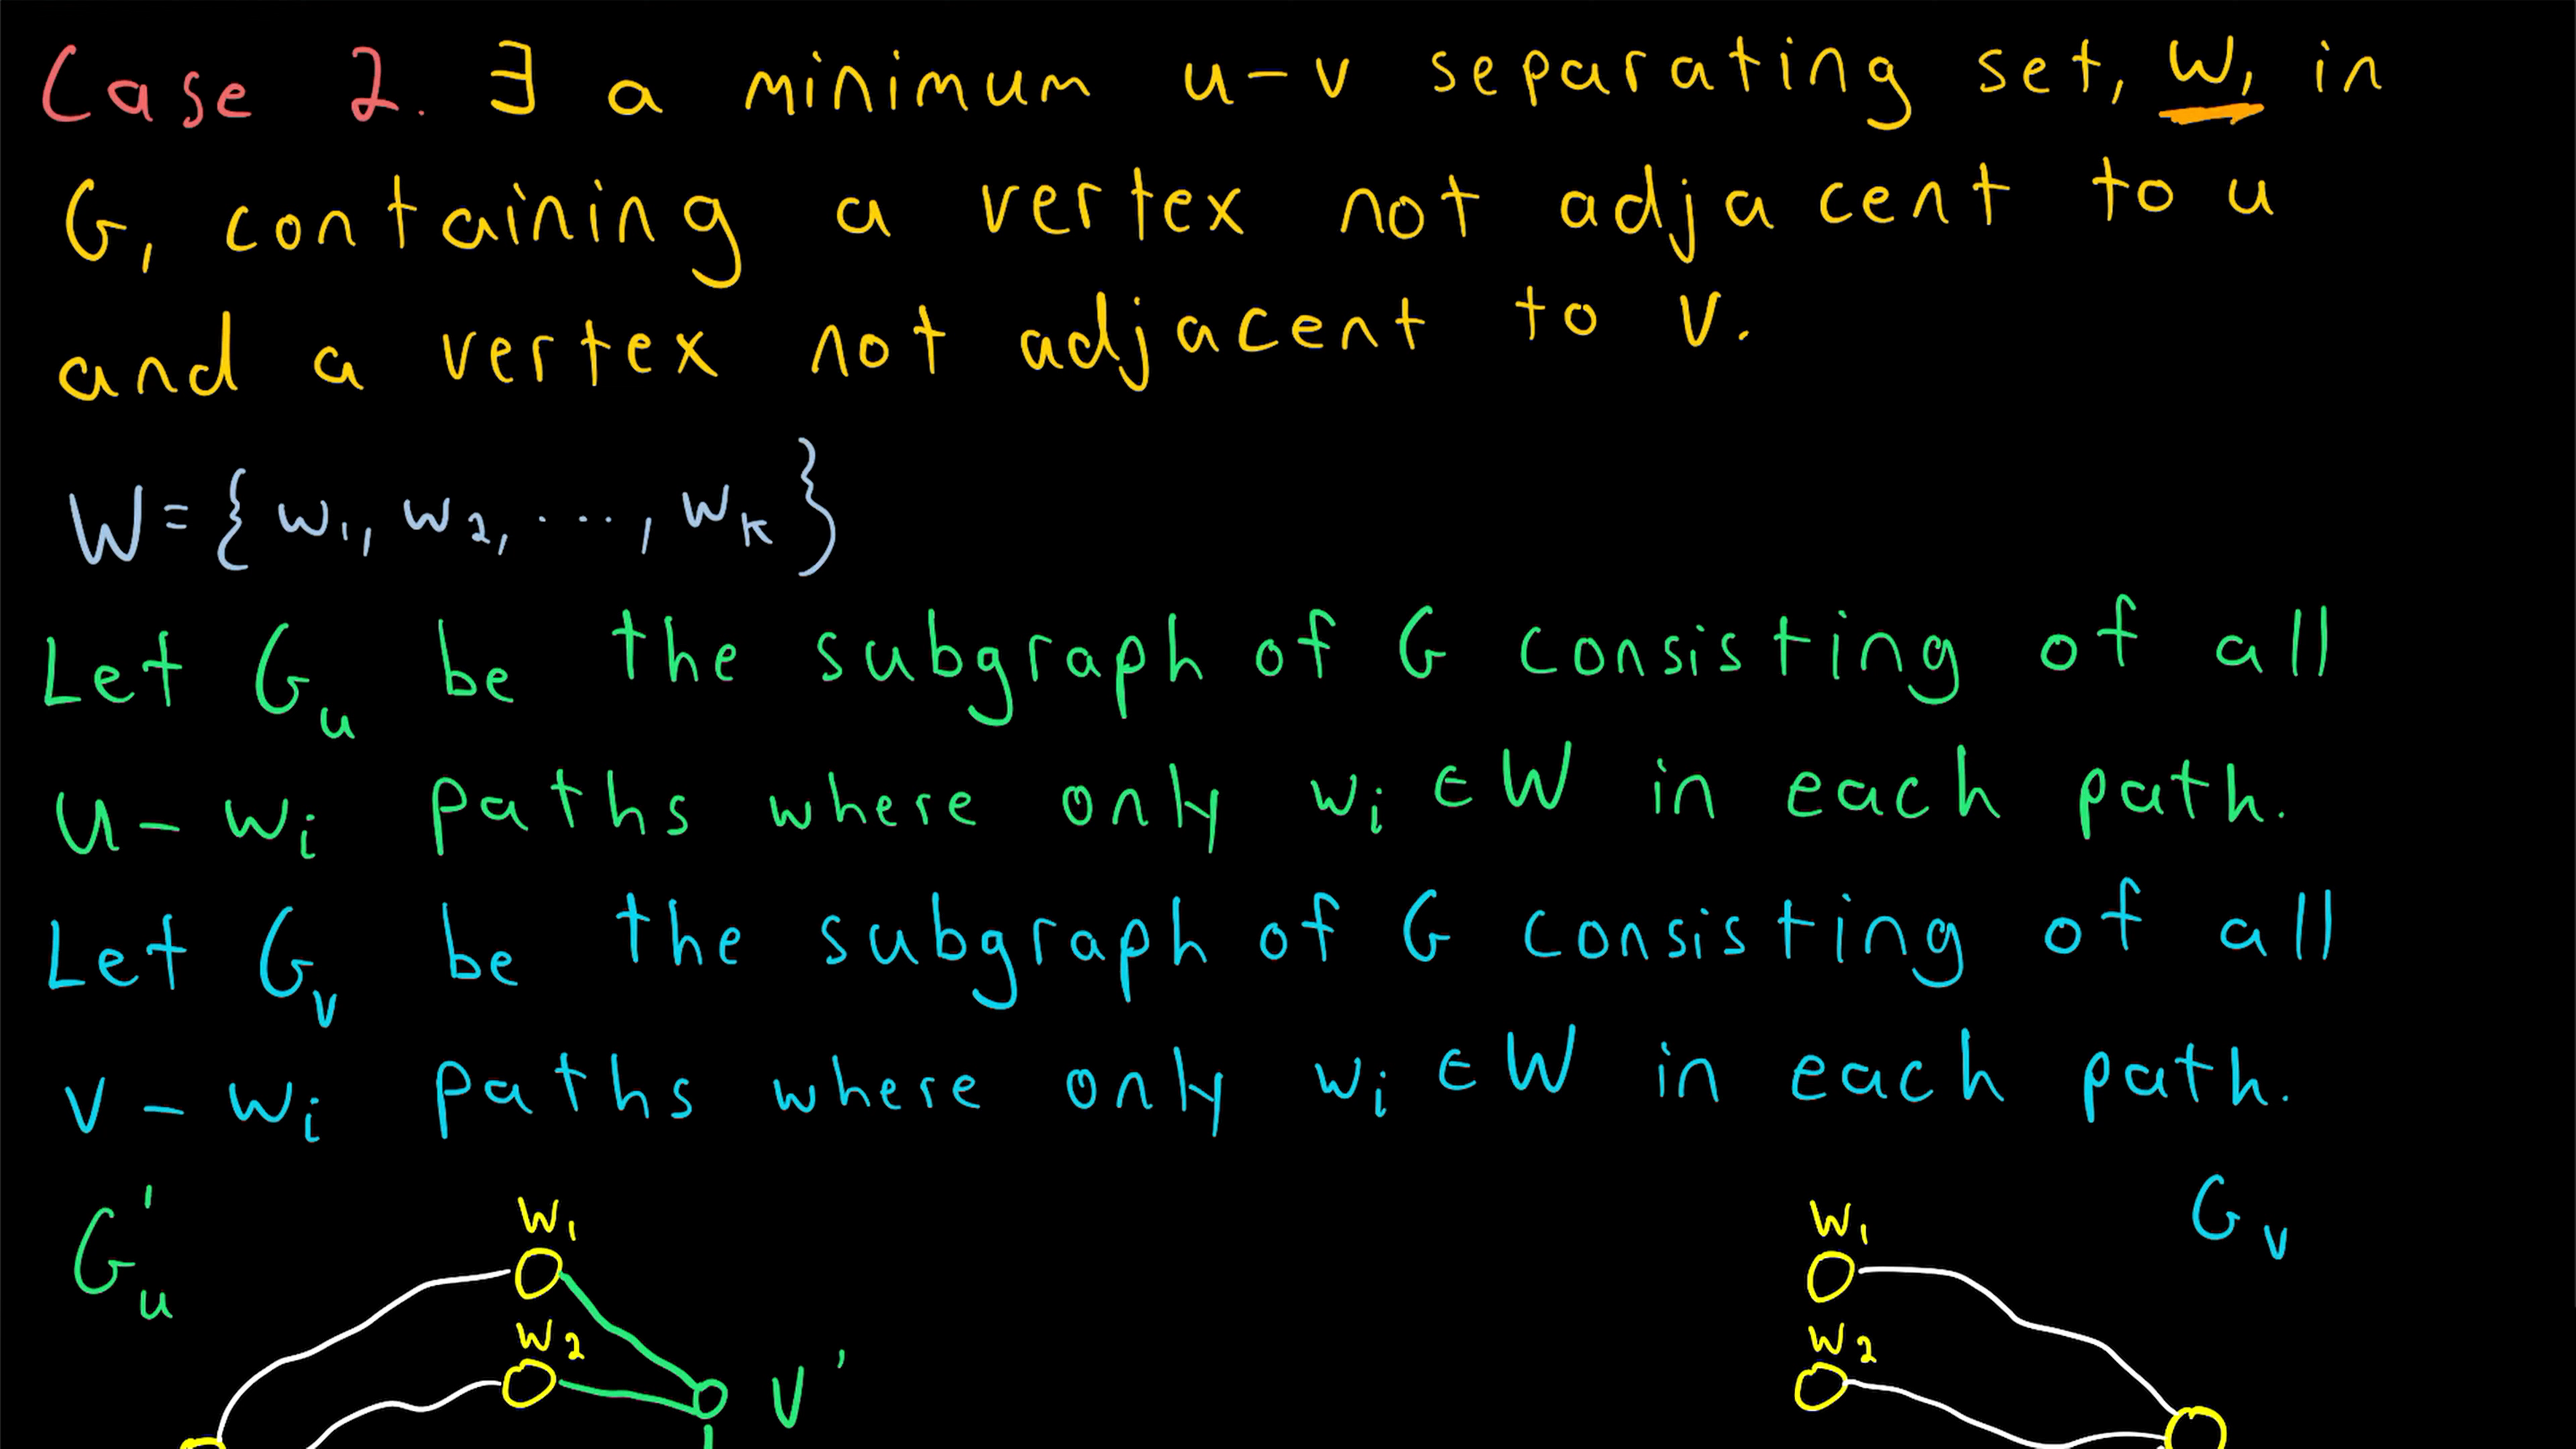 Case 2. ∃ a minimum u-v separating set, W, in
G, containing a vertex not adjacent to u
and a vertex not adjacent to v.
W = { w₁, w₂, ..., wₖ }
Let Gᵤ be the subgraph of G consisting of all
u - wᵢ paths where only wᵢ ∈ W in each path.
Let Gᵥ be the subgraph of G consisting of all
v - wᵢ paths where only wᵢ ∈ W in each path.
Gᵤ' w₁ w₁ Gᵥ
w₂ v' w₂